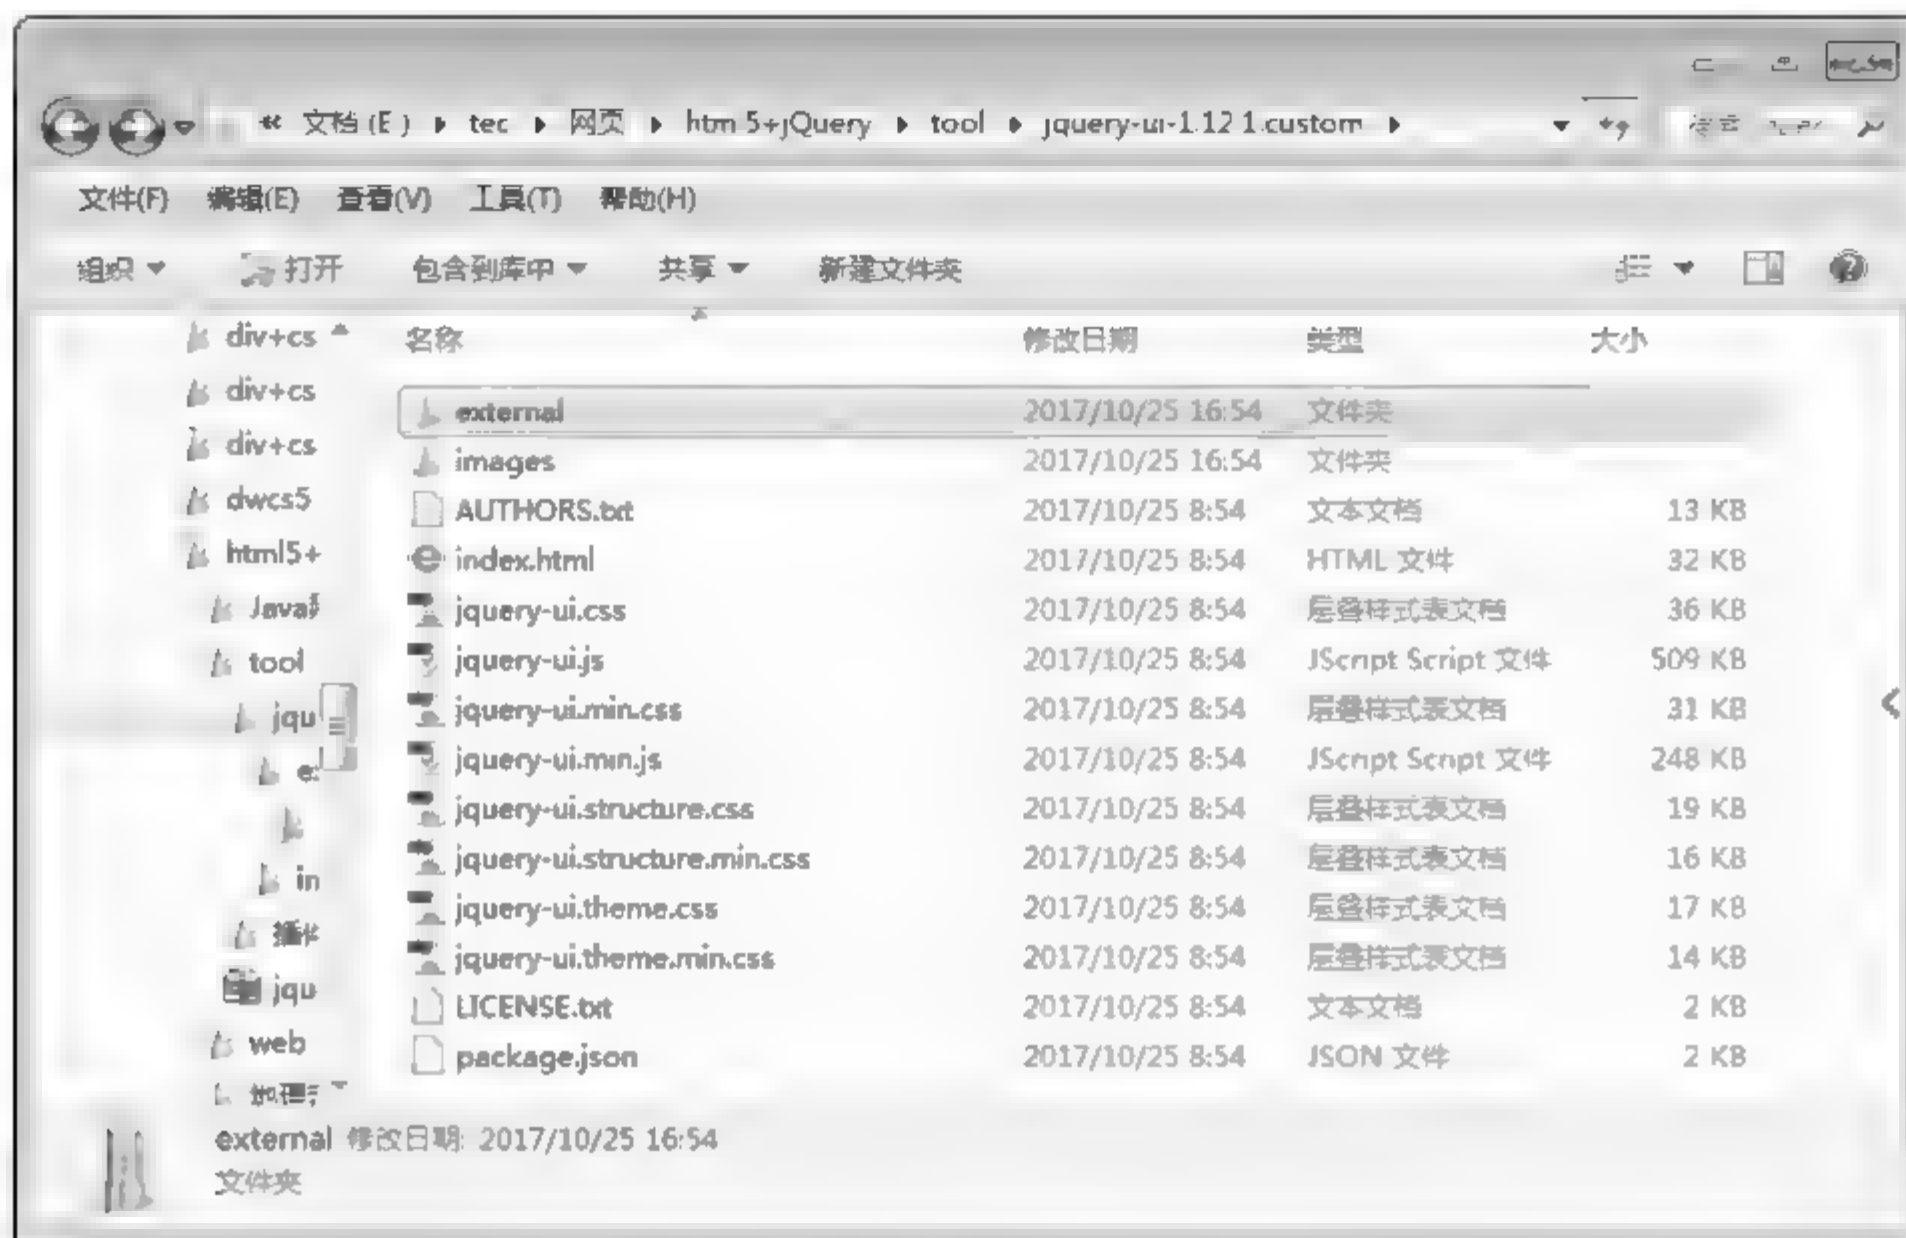 « 文档 (E ) ▸ tec ▸ 网页 ▸ htm 5+jQuery ▸ tool ▸ jquery-ui-1.12 1.custom ▸
文件(F) 编辑(E) 查看(V) 工具(T) 帮助(H)
组织 打开 包含到库中 共享 新建文件夹
名称 修改日期 类型 大小
div+cs
div+cs
div+cs
dwcs5
html5+
Java
tool
jqu
e
in
插件
jqu
web
external 2017/10/25 16:54 文件夹
images 2017/10/25 16:54 文件夹
AUTHORS.txt 2017/10/25 8:54 文本文档 13 KB
index.html 2017/10/25 8:54 HTML 文件 32 KB
jquery-ui.css 2017/10/25 8:54 层叠样式表文档 36 KB
jquery-ui.js 2017/10/25 8:54 JScript Script 文件 509 KB
jquery-ui.min.css 2017/10/25 8:54 层叠样式表文档 31 KB
jquery-ui.min.js 2017/10/25 8:54 JScript Script 文件 248 KB
jquery-ui.structure.css 2017/10/25 8:54 层叠样式表文档 19 KB
jquery-ui.structure.min.css 2017/10/25 8:54 层叠样式表文档 16 KB
jquery-ui.theme.css 2017/10/25 8:54 层叠样式表文档 17 KB
jquery-ui.theme.min.css 2017/10/25 8:54 层叠样式表文档 14 KB
LICENSE.txt 2017/10/25 8:54 文本文档 2 KB
package.json 2017/10/25 8:54 JSON 文件 2 KB
external 修改日期: 2017/10/25 16:54
文件夹